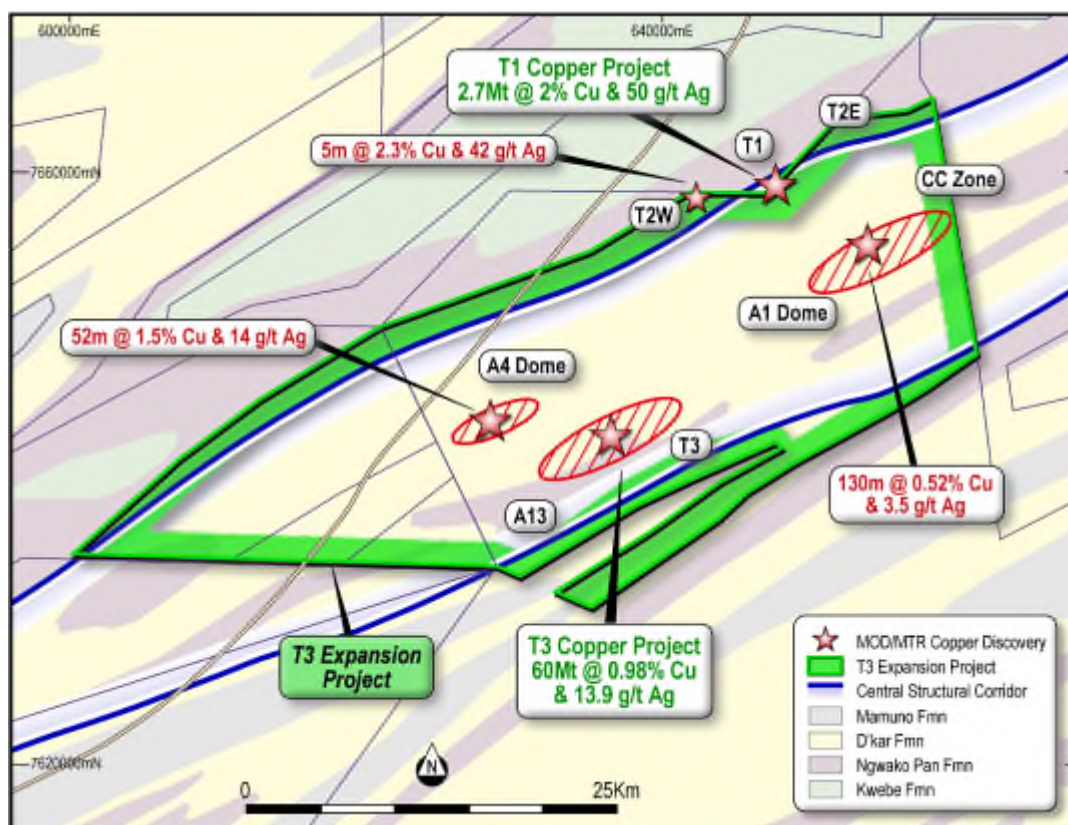 600000mE
640000mE
T1 Copper Project
2.7Mt @ 2% Cu & 50 g/t Ag
T2E
5m @ 2.3% Cu & 42 g/t Ag
T1
7660000mN
CC Zone
T2W
A1 Dome
52m @ 1.5% Cu & 14 g/t Ag
A4 Dome
T3
130m @ 0.52% Cu
& 3.5 g/t Ag
A13
T3 Expansion
Project
T3 Copper Project
60Mt @ 0.98% Cu
& 13.9 g/t Ag
MOD/MTR Copper Discovery
T3 Expansion Project
Central Structural Corridor
Mamuno Fmn
D'kar Fmn
Ngwako Pan Fmn
Kwebe Fmn
7620000mN
N
0
25Km